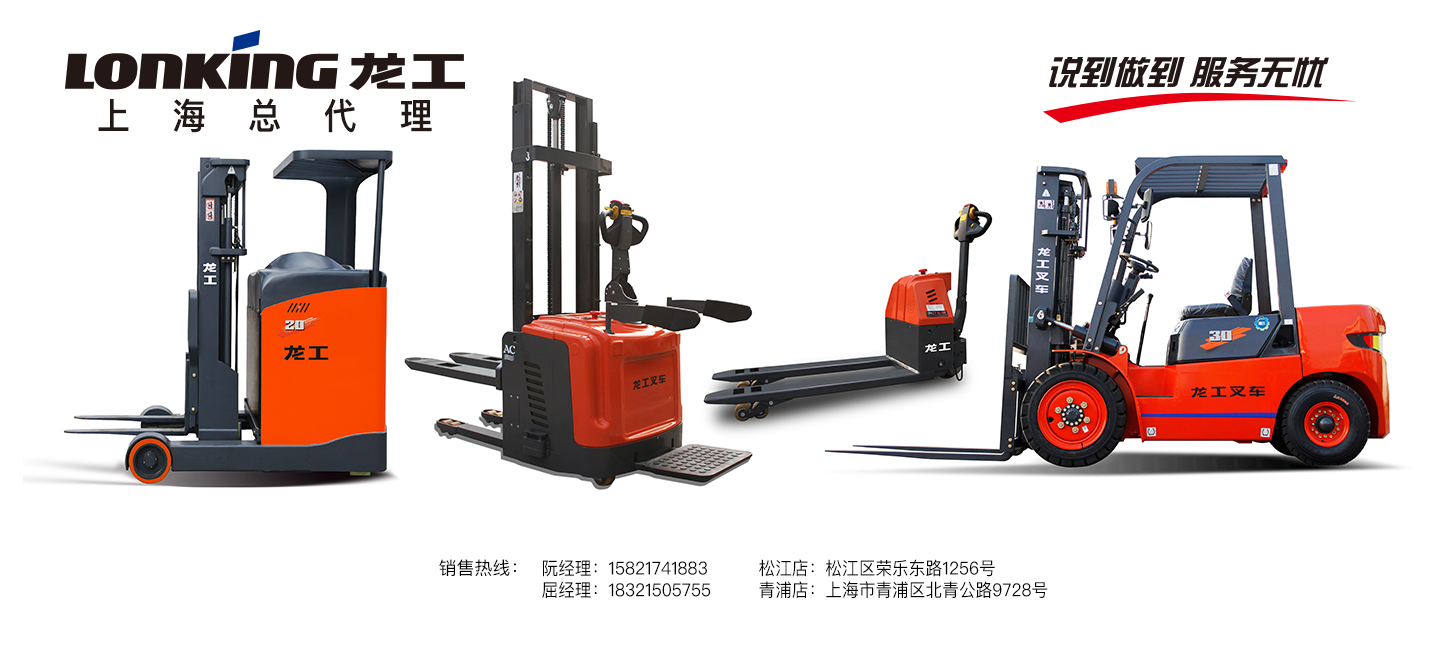 LONKING 龙工
上海总代理
说到做到 服务无忧
龙工
20
龙工
AC
龙工叉车
龙工
龙工叉车
30
龙工叉车
销售热线： 阮经理：15821741883 松江店：松江区荣乐东路1256号
屈经理：18321505755 青浦店：上海市青浦区北青公路9728号